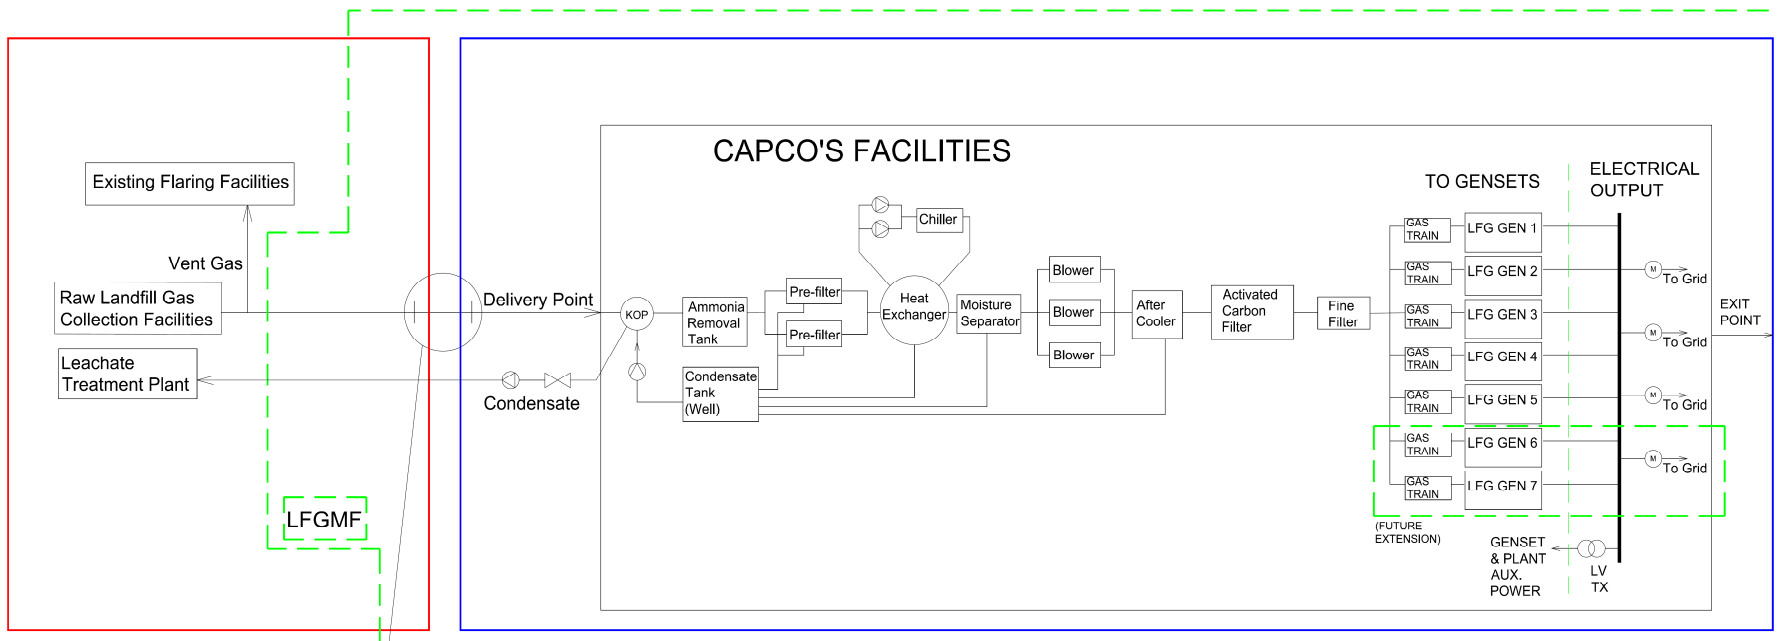 CAPCO'S FACILITIES
Existing Flaring Facilities
Vent Gas
Raw Landfill Gas
Collection Facilities
Leachate
Treatment Plant
LFGMF
Delivery Point
Condensate
KOP
Ammonia
Removal
Tank
Condensate
Tank
(Well)
Pre-filter
Pre-filter
Chiller
Heat
Exchanger
Moisture
Separator
Blower
Blower
Blower
After
Cooler
Activated
Carbon
Filter
Fine
Filter
TO GENSETS
GAS
TRAIN
LFG GEN 1
GAS
TRAIN
LFG GEN 2
GAS
TRAIN
LFG GEN 3
GAS
TRAIN
LFG GEN 4
GAS
TRAIN
LFG GEN 5
GAS
TRAIN
LFG GEN 6
GAS
TRAIN
LFG GEN 7
(FUTURE
EXTENSION)
ELECTRICAL
OUTPUT
M
To Grid
M
To Grid
M
To Grid
M
To Grid
EXIT
POINT
GENSET
& PLANT
AUX.
POWER
LV
TX